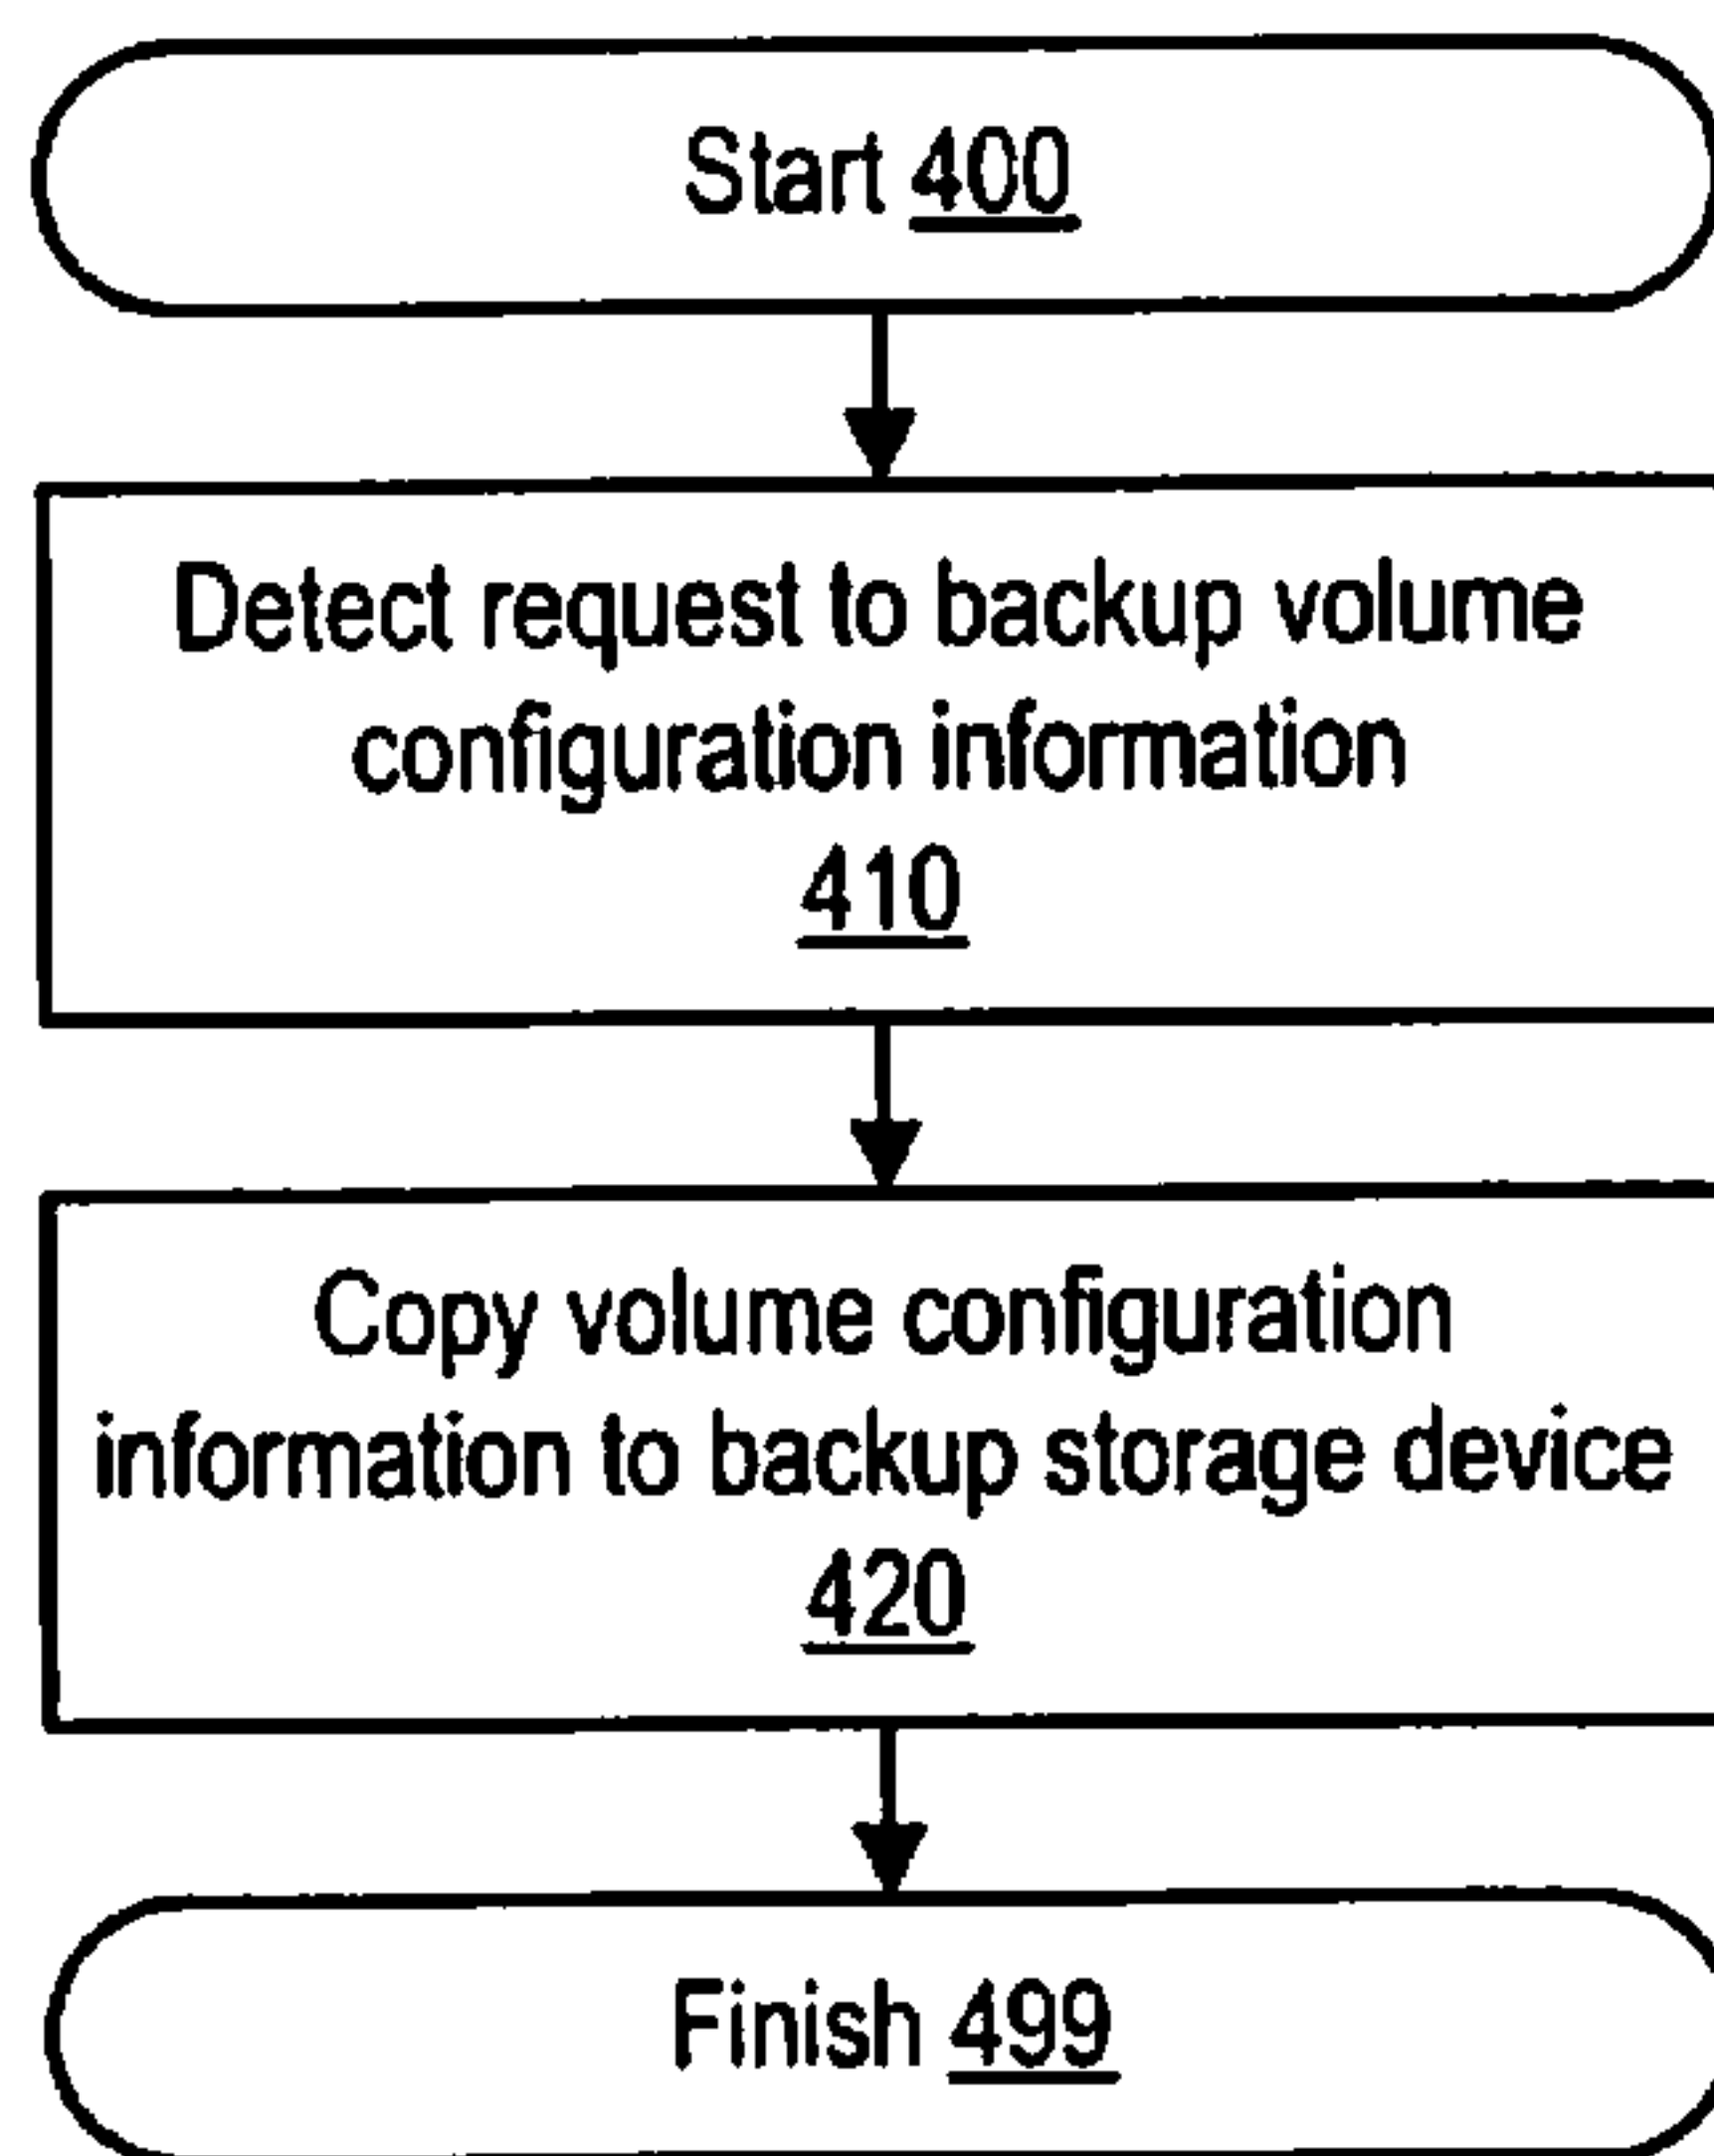 Start 400
Detect request to backup volume
configuration information
410
Copy volume configuration
information to backup storage device
420
Finish 499